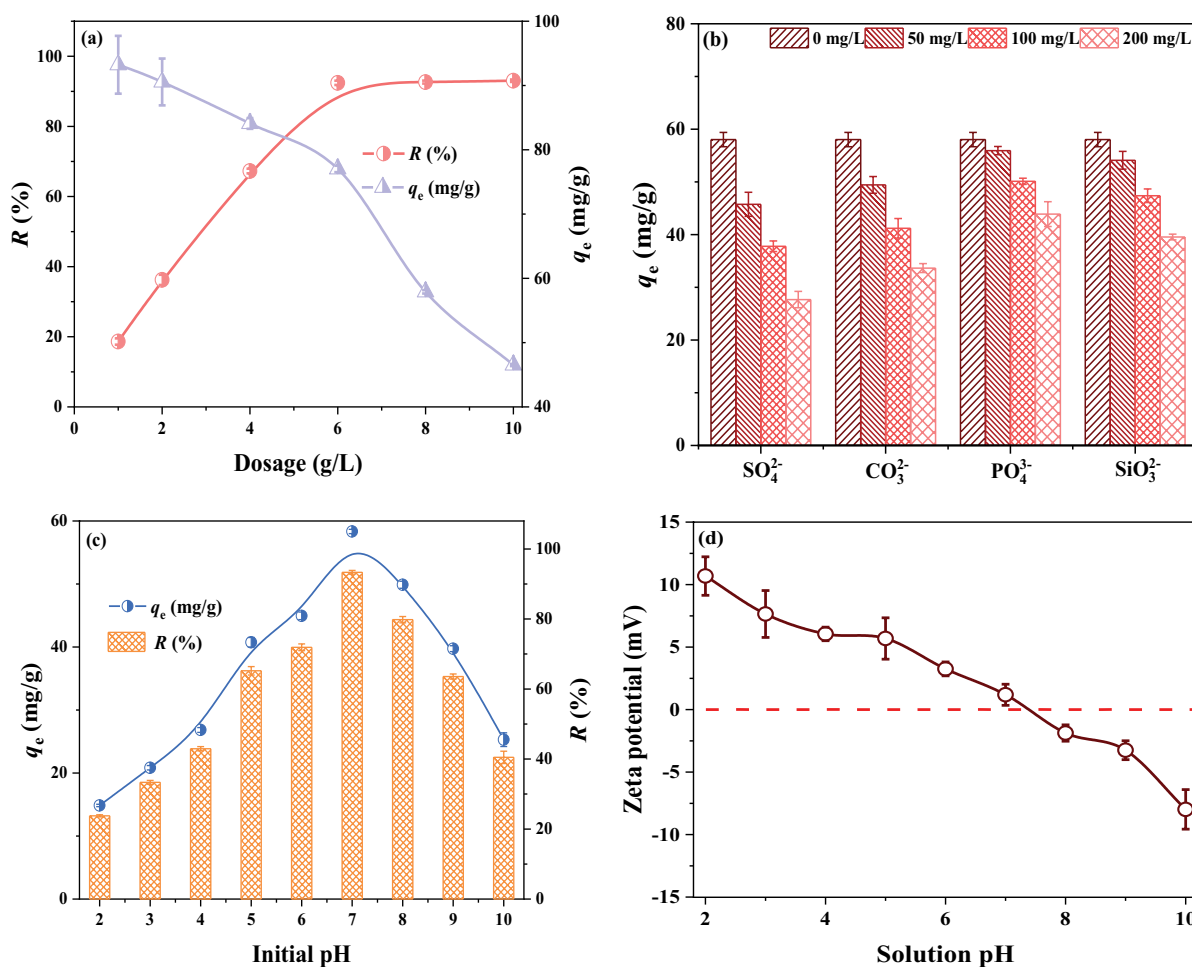 (a)
100
80
60
40
20
0
R (%)
R (%)
qe (mg/g)
100
80
60
40
qe (mg/g)
2 4 6 8 10
Dosage (g/L)
(b)
0 mg/L 50 mg/L 100 mg/L 200 mg/L
80
60
40
20
0
qe (mg/g)
SO₄²⁻ CO₃²⁻ PO₄³⁻ SiO₃²⁻
(c)
60
40
20
0
qe (mg/g)
qe (mg/g)
R (%)
100
80
60
40
20
0
R (%)
2 3 4 5 6 7 8 9 10
Initial pH
(d)
15
10
5
0
-5
-10
-15
Zeta potential (mV)
2 4 6 8 10
Solution pH